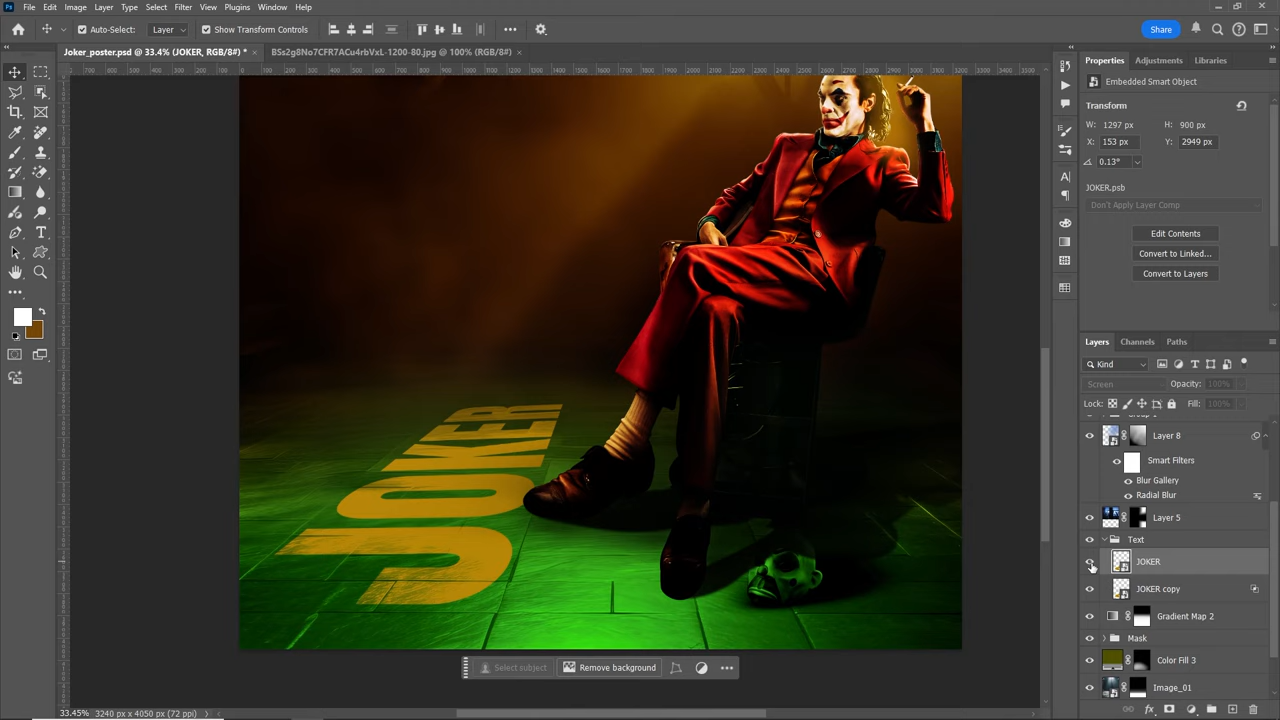 File Edit Image Layer Type Select Filter View Plugins Window Help
Auto-Select: Layer Show Transform Controls Share
Joker_poster.psd @ 33.4% (JOKER, RGB/8#) * × BSs2g8No7CFR7ACu4rbVxL-1200-80.jpg @ 100% (RGB/8#) ×
Properties Adjustments Libraries
Embedded Smart Object
Transform
W: 1297 px H: 900 px
X: 153 px Y: 2949 px
0.13°
JOKER.psb
Don't Apply Layer Comp
Edit Contents
Convert to Linked...
Convert to Layers
JOKER
Layers Channels Paths
Kind
Screen Opacity: 100%
Lock: Fill: 100%
Group 1
Layer 8
Smart Filters
Blur Gallery
Radial Blur
Layer 5
Text
JOKER
JOKER copy
Gradient Map 2
Mask
Color Fill 3
Image_01
Select subject Remove background
33.45% 3240 px x 4050 px (72 ppi)